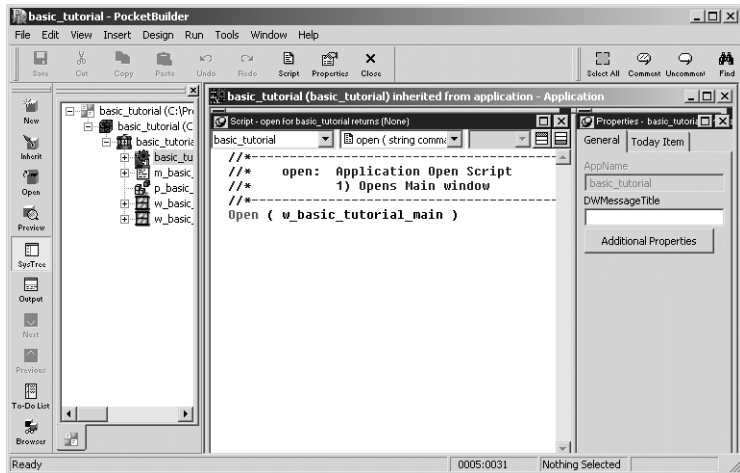 basic_tutorial - PocketBuilder
File Edit View Insert Design Run Tools Window Help
Save Cut Copy Paste Undo Redo Script Properties Close Select All Comment Uncomment Find
New
Inherit
Open
Preview
SysTree
Output
Next
Previous
To-Do List
Browser
basic_tutorial (C:\Pr
basic_tutorial (C
basic_tutoria
basic_tu
m_basic_
p_basic_
w_basic_
w_basic_
basic_tutorial (basic_tutorial) inherited from application - Application
Script - open for basic_tutorial returns (None)
basic_tutorial open ( string comma
//*--------------------------------------------
//* open: Application Open Script
//* 1) Opens Main window
//*--------------------------------------------
Open ( w_basic_tutorial_main )
Properties - basic_tutoria
General Today Item
AppName
basic_tutorial
DWMessageTitle
Additional Properties
Ready 0005:0031 Nothing Selected